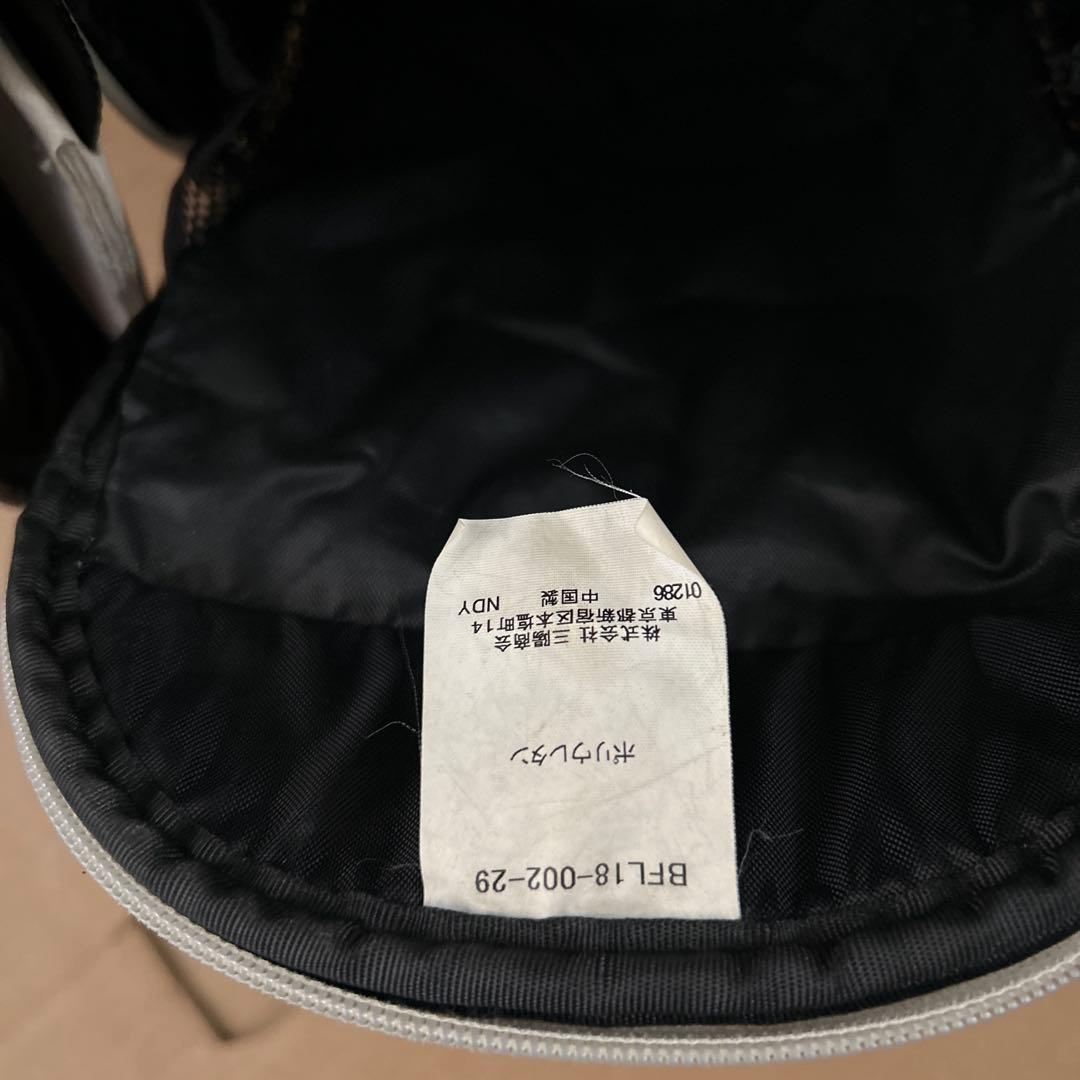 BFL18-002-29
ポリウレタン
株式会社 三陽商会
東京都新宿区本塩町14
01286 中国製 NDY